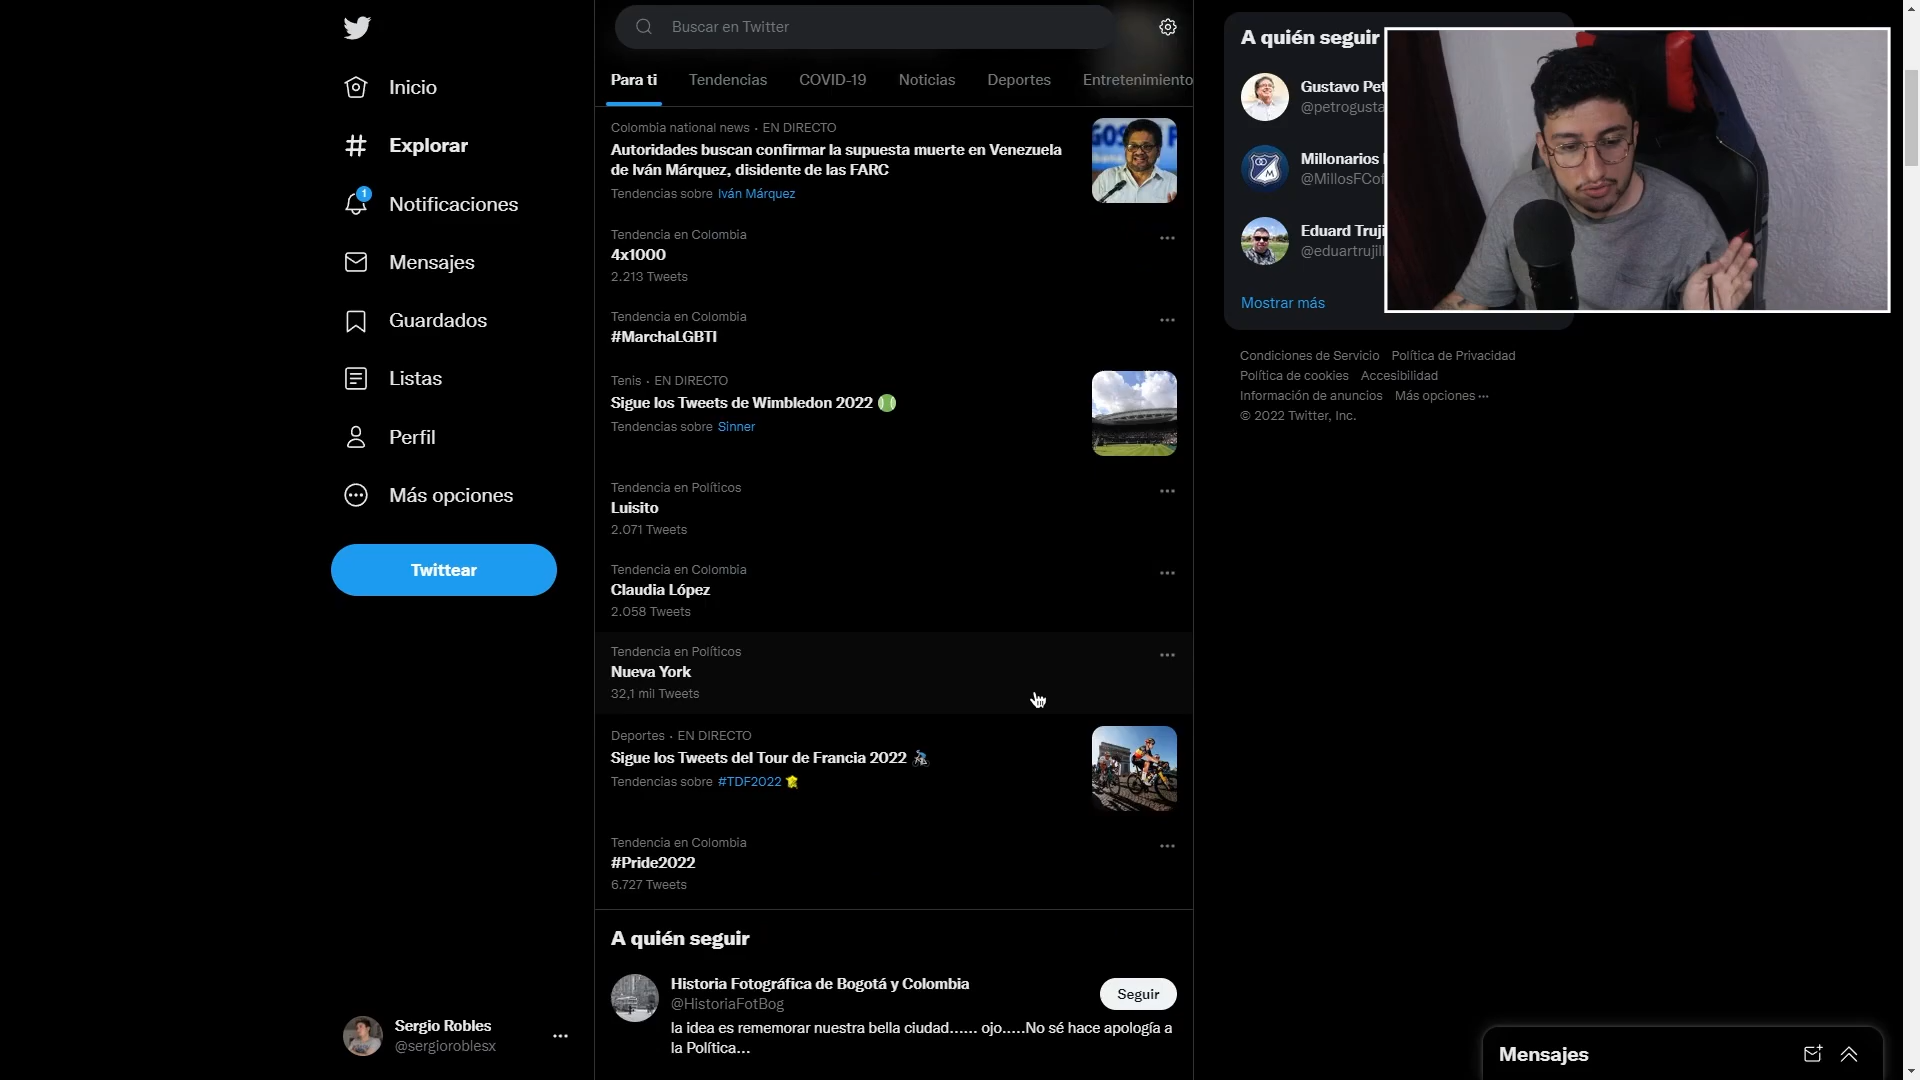 Inicio
Explorar
1
Notificaciones
Mensajes
Guardados
Listas
Perfil
Más opciones
Twittear
Sergio Robles
@sergioroblesx
Buscar en Twitter
Para ti
Tendencias
COVID-19
Noticias
Deportes
Entretenimiento
Colombia national news · EN DIRECTO
Autoridades buscan confirmar la supuesta muerte en Venezuela
de Iván Márquez, disidente de las FARC
Tendencias sobre Iván Márquez
Tendencia en Colombia
4x1000
2.213 Tweets
Tendencia en Colombia
#MarchaLGBTI
Tenis · EN DIRECTO
Sigue los Tweets de Wimbledon 2022
Tendencias sobre Sinner
Tendencia en Políticos
Luisito
2.071 Tweets
Tendencia en Colombia
Claudia López
2.058 Tweets
Tendencia en Políticos
Nueva York
32,1 mil Tweets
Deportes · EN DIRECTO
Sigue los Tweets del Tour de Francia 2022
Tendencias sobre #TDF2022
Tendencia en Colombia
#Pride2022
6.727 Tweets
A quién seguir
Historia Fotográfica de Bogotá y Colombia
@HistoriaFotBog
Seguir
la idea es rememorar nuestra bella ciudad...... ojo.....No sé hace apología a
la Política...
A quién seguir
Gustavo Pet
@petrogusta
Millonarios
@MillosFCof
Eduard Truji
@eduartrujill
Mostrar más
Condiciones de Servicio Política de Privacidad
Política de cookies Accesibilidad
Información de anuncios Más opciones ···
© 2022 Twitter, Inc.
Mensajes